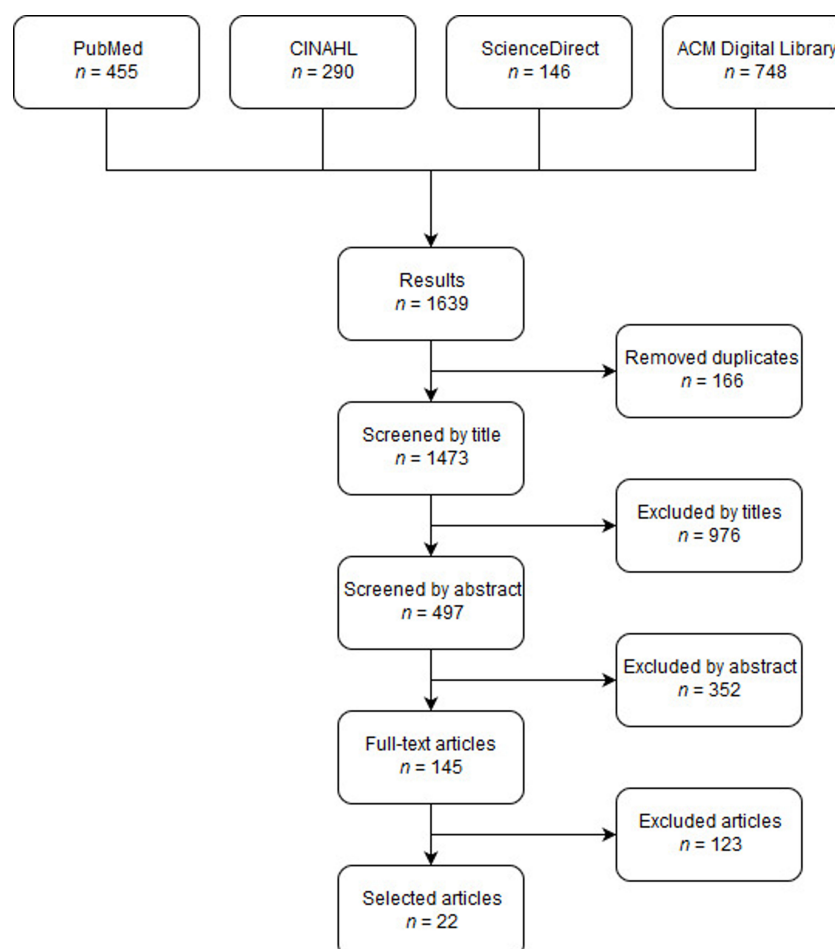 PubMed
n = 455
CINAHL
n = 290
ScienceDirect
n = 146
ACM Digital Library
n = 748
Results
n = 1639
Removed duplicates
n = 166
Screened by title
n = 1473
Excluded by titles
n = 976
Screened by abstract
n = 497
Excluded by abstract
n = 352
Full-text articles
n = 145
Excluded articles
n = 123
Selected articles
n = 22